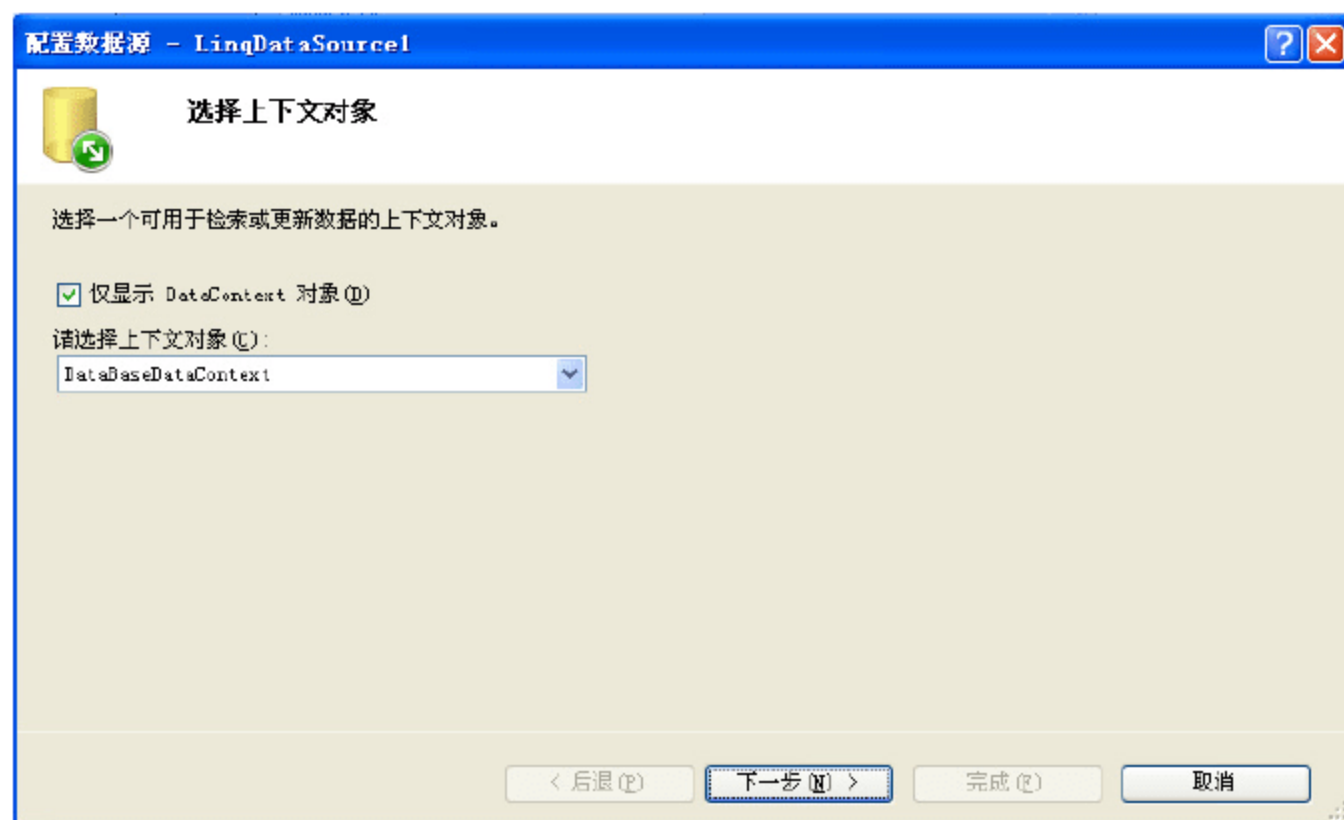 配置数据源 - LinqDataSource1
选择上下文对象
选择一个可用于检索或更新数据的上下文对象。
仅显示 DataContext 对象(D)
请选择上下文对象(C):
DataBaseDataContext
< 后退(P) 下一步(N) > 完成(F) 取消